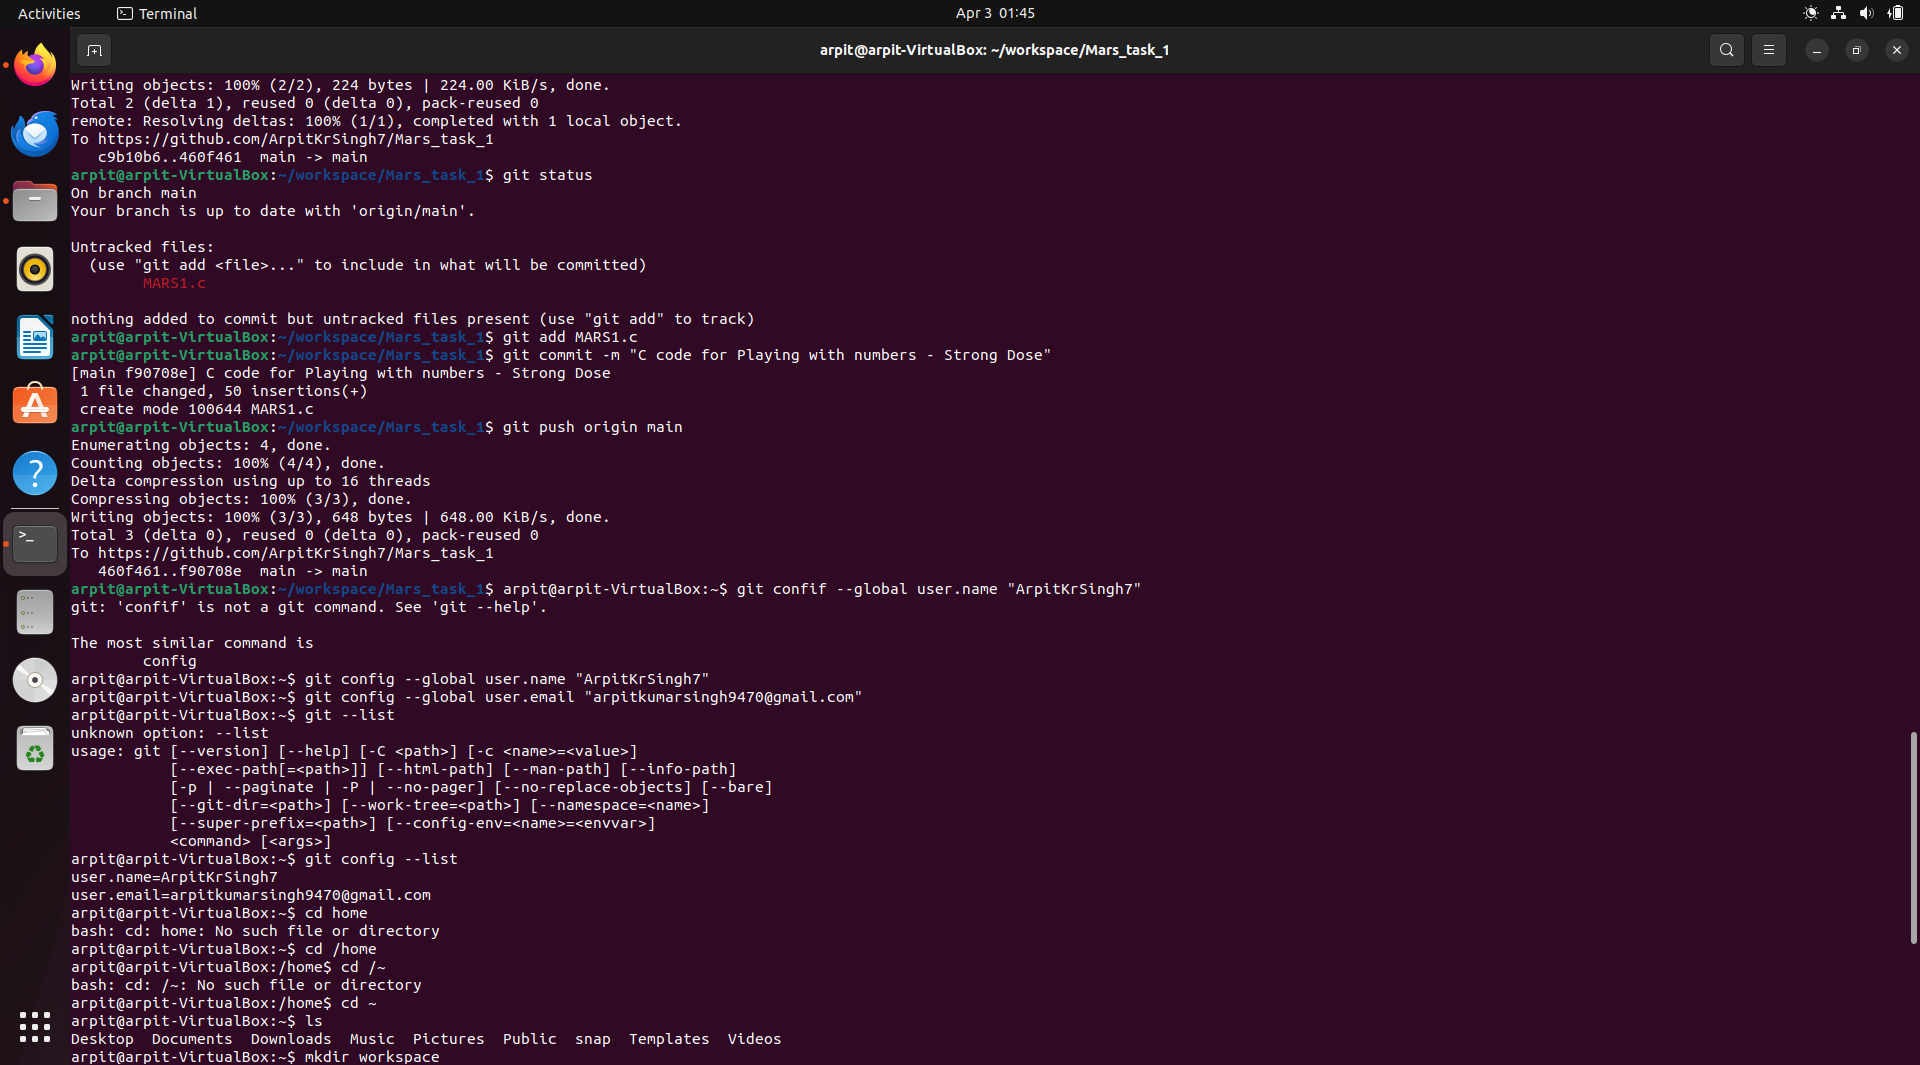 Activities
Terminal
Apr 3 01:45
arpit@arpit-VirtualBox: ~/workspace/Mars_task_1
Writing objects: 100% (2/2), 224 bytes | 224.00 KiB/s, done.
Total 2 (delta 1), reused 0 (delta 0), pack-reused 0
remote: Resolving deltas: 100% (1/1), completed with 1 local object.
To https://github.com/ArpitKrSingh7/Mars_task_1
   c9b10b6..460f461  main -> main
arpit@arpit-VirtualBox:~/workspace/Mars_task_1$ git status
On branch main
Your branch is up to date with 'origin/main'.
Untracked files:
  (use "git add <file>..." to include in what will be committed)
        MARS1.c
nothing added to commit but untracked files present (use "git add" to track)
arpit@arpit-VirtualBox:~/workspace/Mars_task_1$ git add MARS1.c
arpit@arpit-VirtualBox:~/workspace/Mars_task_1$ git commit -m "C code for Playing with numbers - Strong Dose"
[main f90708e] C code for Playing with numbers - Strong Dose
 1 file changed, 50 insertions(+)
 create mode 100644 MARS1.c
arpit@arpit-VirtualBox:~/workspace/Mars_task_1$ git push origin main
Enumerating objects: 4, done.
Counting objects: 100% (4/4), done.
Delta compression using up to 16 threads
Compressing objects: 100% (3/3), done.
Writing objects: 100% (3/3), 648 bytes | 648.00 KiB/s, done.
Total 3 (delta 0), reused 0 (delta 0), pack-reused 0
To https://github.com/ArpitKrSingh7/Mars_task_1
   460f461..f90708e  main -> main
arpit@arpit-VirtualBox:~/workspace/Mars_task_1$ arpit@arpit-VirtualBox:~$ git confif --global user.name "ArpitKrSingh7"
git: 'confif' is not a git command. See 'git --help'.
The most similar command is
        config
arpit@arpit-VirtualBox:~$ git config --global user.name "ArpitKrSingh7"
arpit@arpit-VirtualBox:~$ git config --global user.email "arpitkumarsingh9470@gmail.com"
arpit@arpit-VirtualBox:~$ git --list
unknown option: --list
usage: git [--version] [--help] [-C <path>] [-c <name>=<value>]
           [--exec-path[=<path>]] [--html-path] [--man-path] [--info-path]
           [-p | --paginate | -P | --no-pager] [--no-replace-objects] [--bare]
           [--git-dir=<path>] [--work-tree=<path>] [--namespace=<name>]
           [--super-prefix=<path>] [--config-env=<name>=<envvar>]
           <command> [<args>]
arpit@arpit-VirtualBox:~$ git config --list
user.name=ArpitKrSingh7
user.email=arpitkumarsingh9470@gmail.com
arpit@arpit-VirtualBox:~$ cd home
bash: cd: home: No such file or directory
arpit@arpit-VirtualBox:~$ cd /home
arpit@arpit-VirtualBox:/home$ cd /~
bash: cd: /~: No such file or directory
arpit@arpit-VirtualBox:/home$ cd ~
arpit@arpit-VirtualBox:~$ ls
Desktop  Documents  Downloads  Music  Pictures  Public  snap  Templates  Videos
arpit@arpit-VirtualBox:~$ mkdir workspace